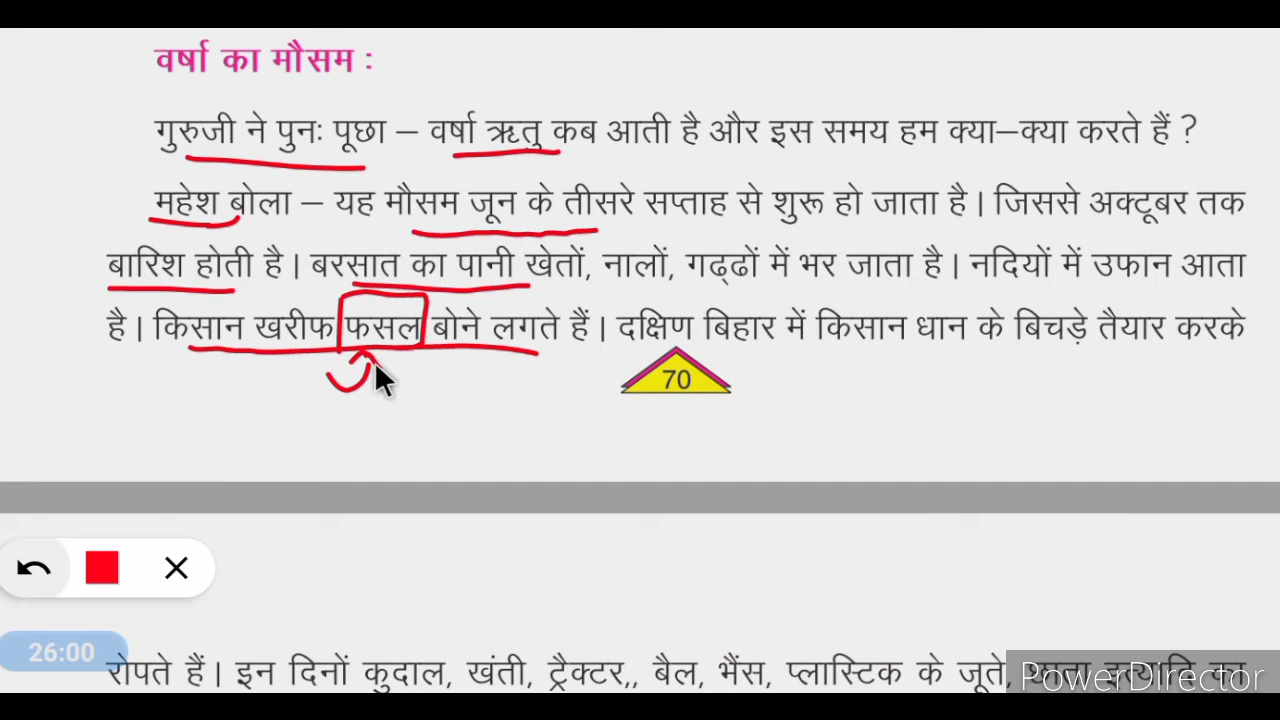 वर्षा का मौसम :
गुरुजी ने पुनः पूछा – वर्षा ऋतु कब आती है और इस समय हम क्या–क्या करते हैं ?
महेश बोला – यह मौसम जून के तीसरे सप्ताह से शुरू हो जाता है। जिससे अक्टूबर तक
बारिश होती है। बरसात का पानी खेतों, नालों, गढ्ढों में भर जाता है। नदियों में उफान आता
है। किसान खरीफ फसल बोने लगते हैं। दक्षिण बिहार में किसान धान के बिचड़े तैयार करके
70
26:00
रोपते हैं। इन दिनों कुदाल, खंती, ट्रैक्टर,, बैल, भैंस, प्लास्टिक के जूते,
PowerDirector